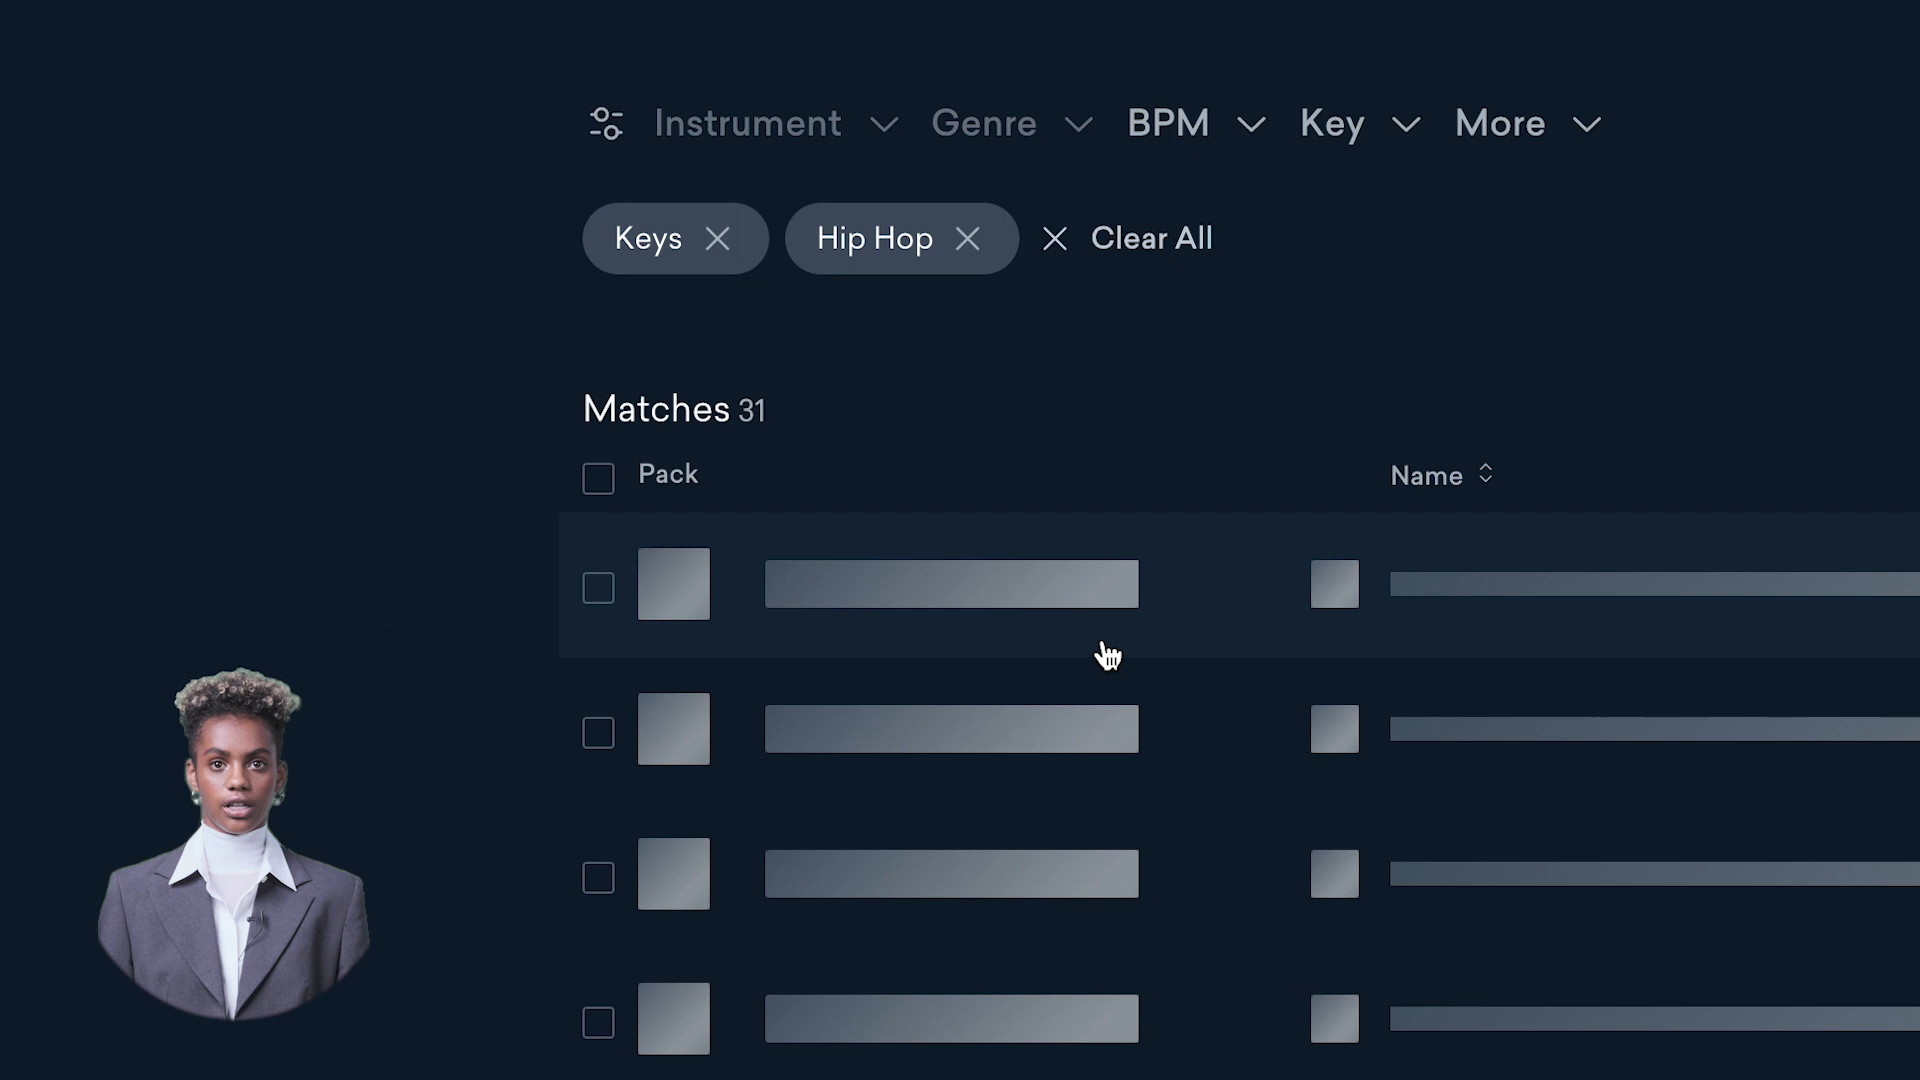 Instrument Genre BPM Key More
Keys Hip Hop Clear All
Matches 31
Pack Name